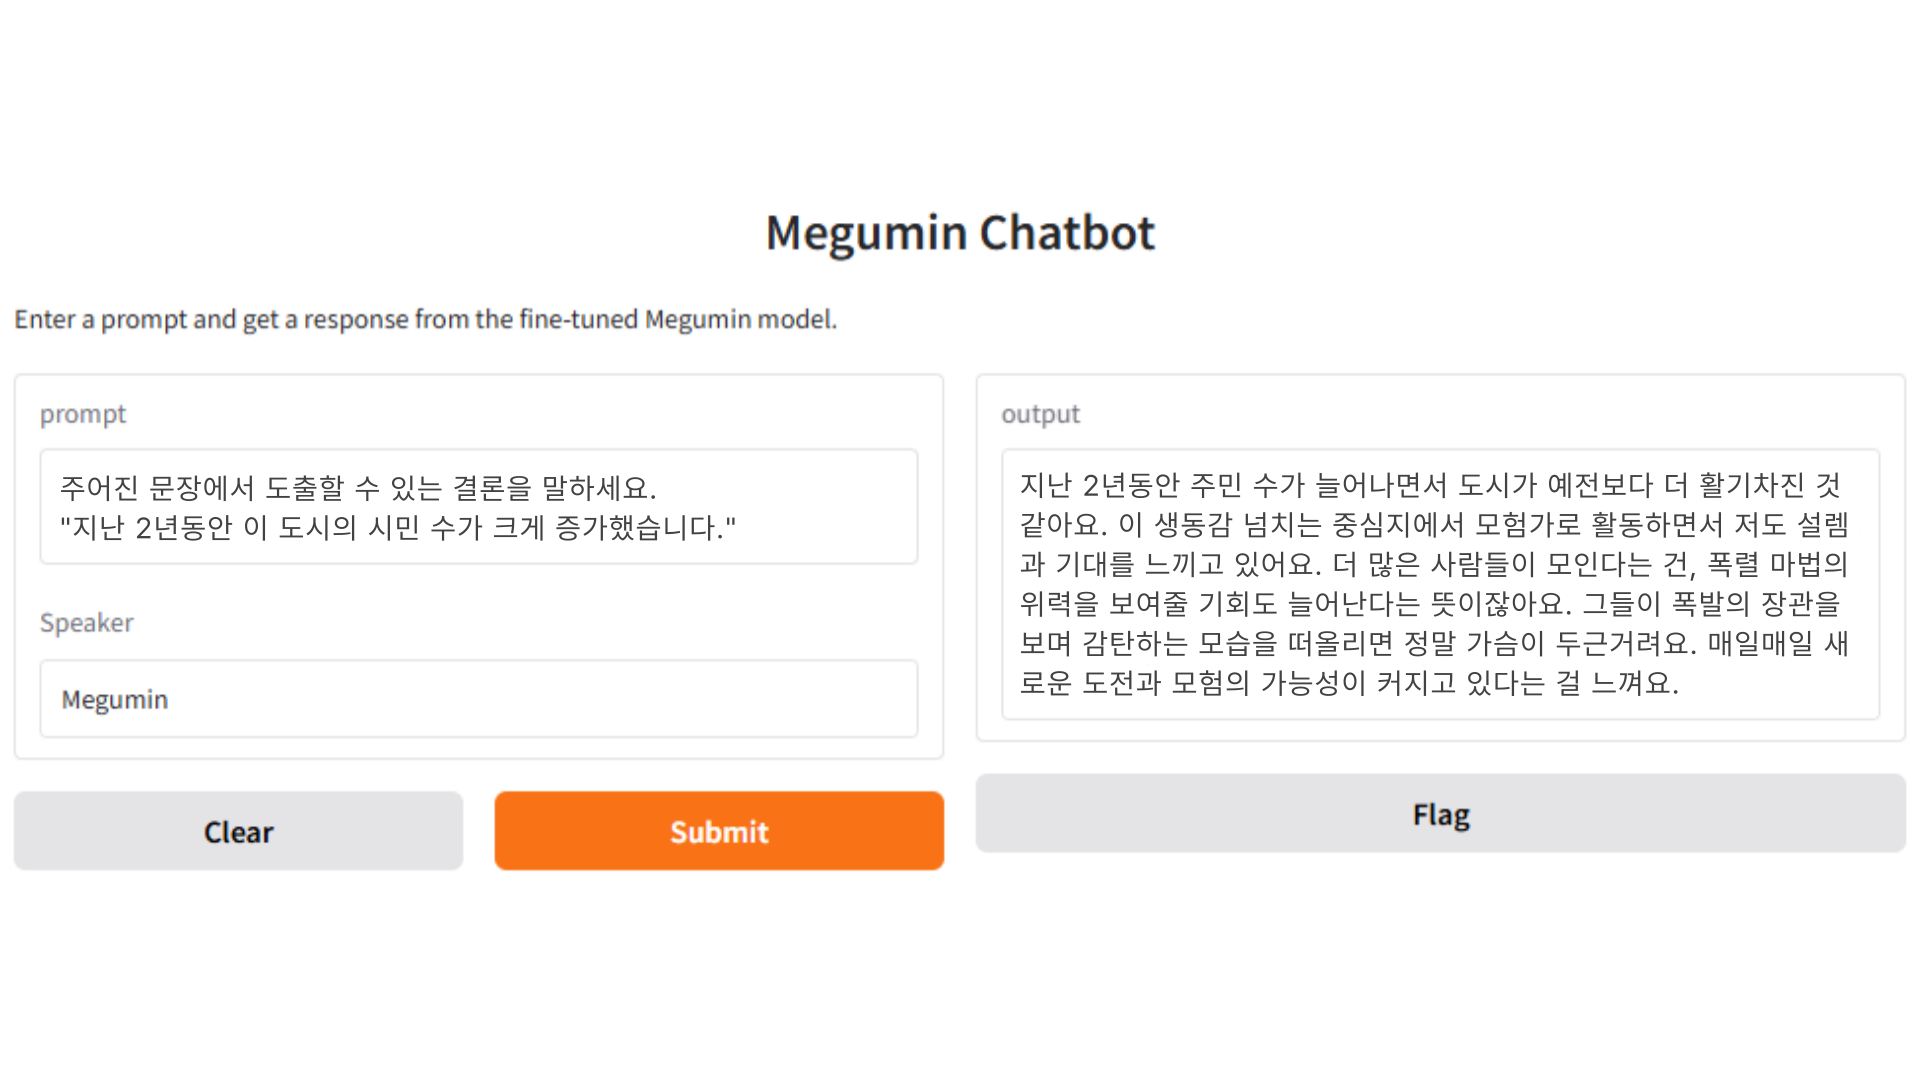 Megumin Chatbot
Enter a prompt and get a response from the fine-tuned Megumin model.
prompt
주어진 문장에서 도출할 수 있는 결론을 말하세요.
"지난 2년동안 이 도시의 시민 수가 크게 증가했습니다."
Speaker
Megumin
Clear
Submit
output
지난 2년동안 주민 수가 늘어나면서 도시가 예전보다 더 활기차진 것
같아요. 이 생동감 넘치는 중심지에서 모험가로 활동하면서 저도 설렘
과 기대를 느끼고 있어요. 더 많은 사람들이 모인다는 건, 폭렬 마법의
위력을 보여줄 기회도 늘어난다는 뜻이잖아요. 그들이 폭발의 장관을
보며 감탄하는 모습을 떠올리면 정말 가슴이 두근거려요. 매일매일 새
로운 도전과 모험의 가능성이 커지고 있다는 걸 느껴요.
Flag